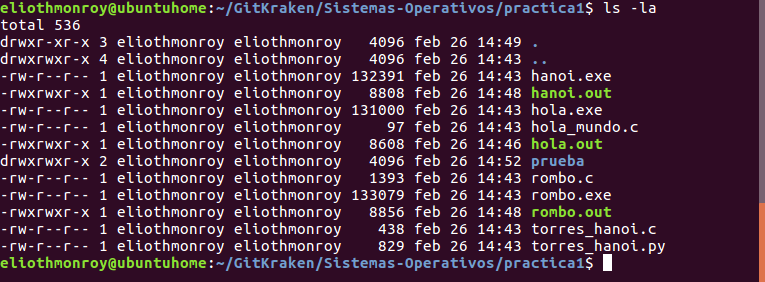 eliothmonroy@ubuntuhome:~/GitKraken/Sistemas-Operativos/practica1$ ls -la
total 536
drwxr-xr-x 3 eliothmonroy eliothmonroy   4096 feb 26 14:49 .
drwxrwxr-x 4 eliothmonroy eliothmonroy   4096 feb 26 14:43 ..
-rw-r--r-- 1 eliothmonroy eliothmonroy 132391 feb 26 14:43 hanoi.exe
-rwxrwxr-x 1 eliothmonroy eliothmonroy   8808 feb 26 14:48 hanoi.out
-rw-r--r-- 1 eliothmonroy eliothmonroy 131000 feb 26 14:43 hola.exe
-rw-r--r-- 1 eliothmonroy eliothmonroy     97 feb 26 14:43 hola_mundo.c
-rwxrwxr-x 1 eliothmonroy eliothmonroy   8608 feb 26 14:46 hola.out
drwxrwxr-x 2 eliothmonroy eliothmonroy   4096 feb 26 14:52 prueba
-rw-r--r-- 1 eliothmonroy eliothmonroy   1393 feb 26 14:43 rombo.c
-rw-r--r-- 1 eliothmonroy eliothmonroy 133079 feb 26 14:43 rombo.exe
-rwxrwxr-x 1 eliothmonroy eliothmonroy   8856 feb 26 14:48 rombo.out
-rw-r--r-- 1 eliothmonroy eliothmonroy    438 feb 26 14:43 torres_hanoi.c
-rw-r--r-- 1 eliothmonroy eliothmonroy    829 feb 26 14:43 torres_hanoi.py
eliothmonroy@ubuntuhome:~/GitKraken/Sistemas-Operativos/practica1$